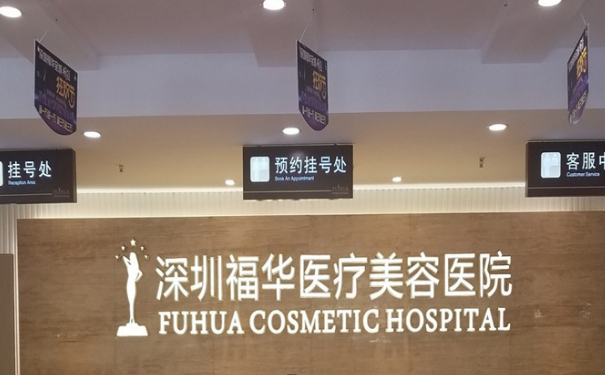 挂号处
Reception Area
预约挂号处
Book An Appointment
客服中
Customer Service
深圳福华医疗美容医院
FUHUA COSMETIC HOSPITAL